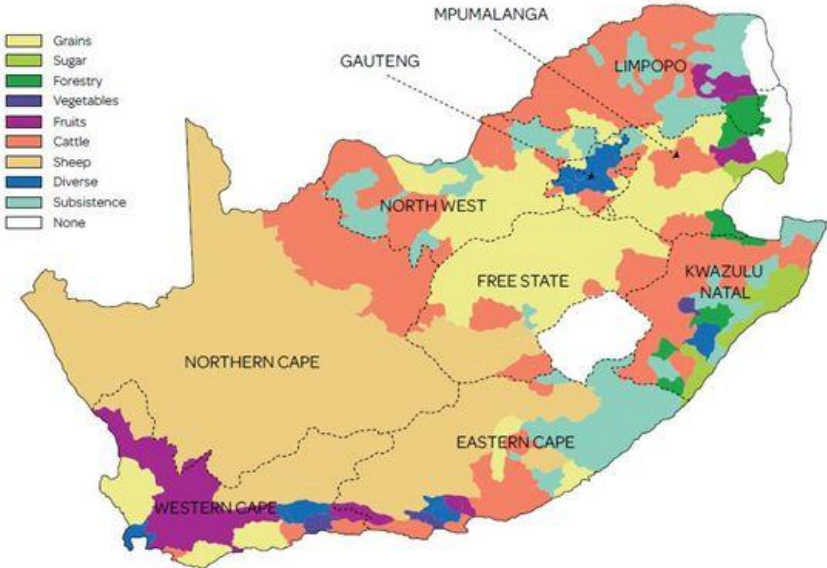 MPUMALANGA
GAUTENG
LIMPOPO
Grains
Sugar
Forestry
Vegetables
Fruits
Cattle
Sheep
Diverse
Subsistence
None
NORTH WEST
FREE STATE
KWAZULU
NATAL
NORTHERN CAPE
EASTERN CAPE
WESTERN CAPE